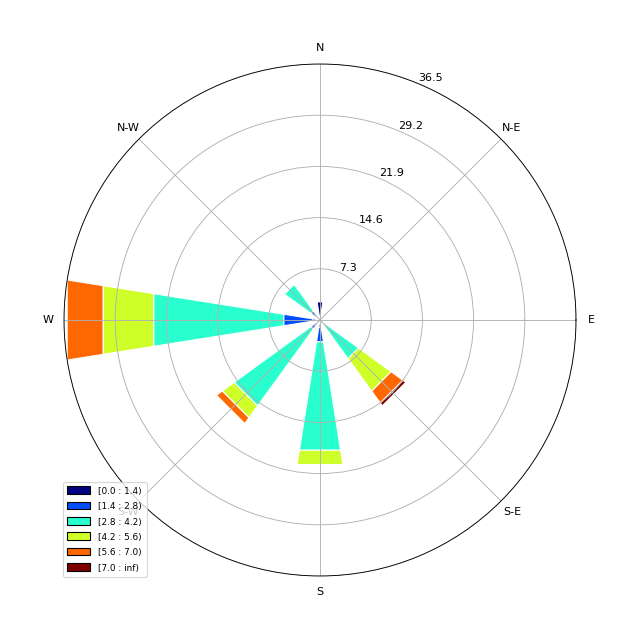 N
36.5
N-W
29.2
N-E
21.9
14.6
7.3
W
E
[0.0 : 1.4)
[1.4 : 2.8)
S-W
S-E
[2.8 : 4.2)
[4.2 : 5.6)
[5.6 : 7.0)
[7.0 : inf)
S